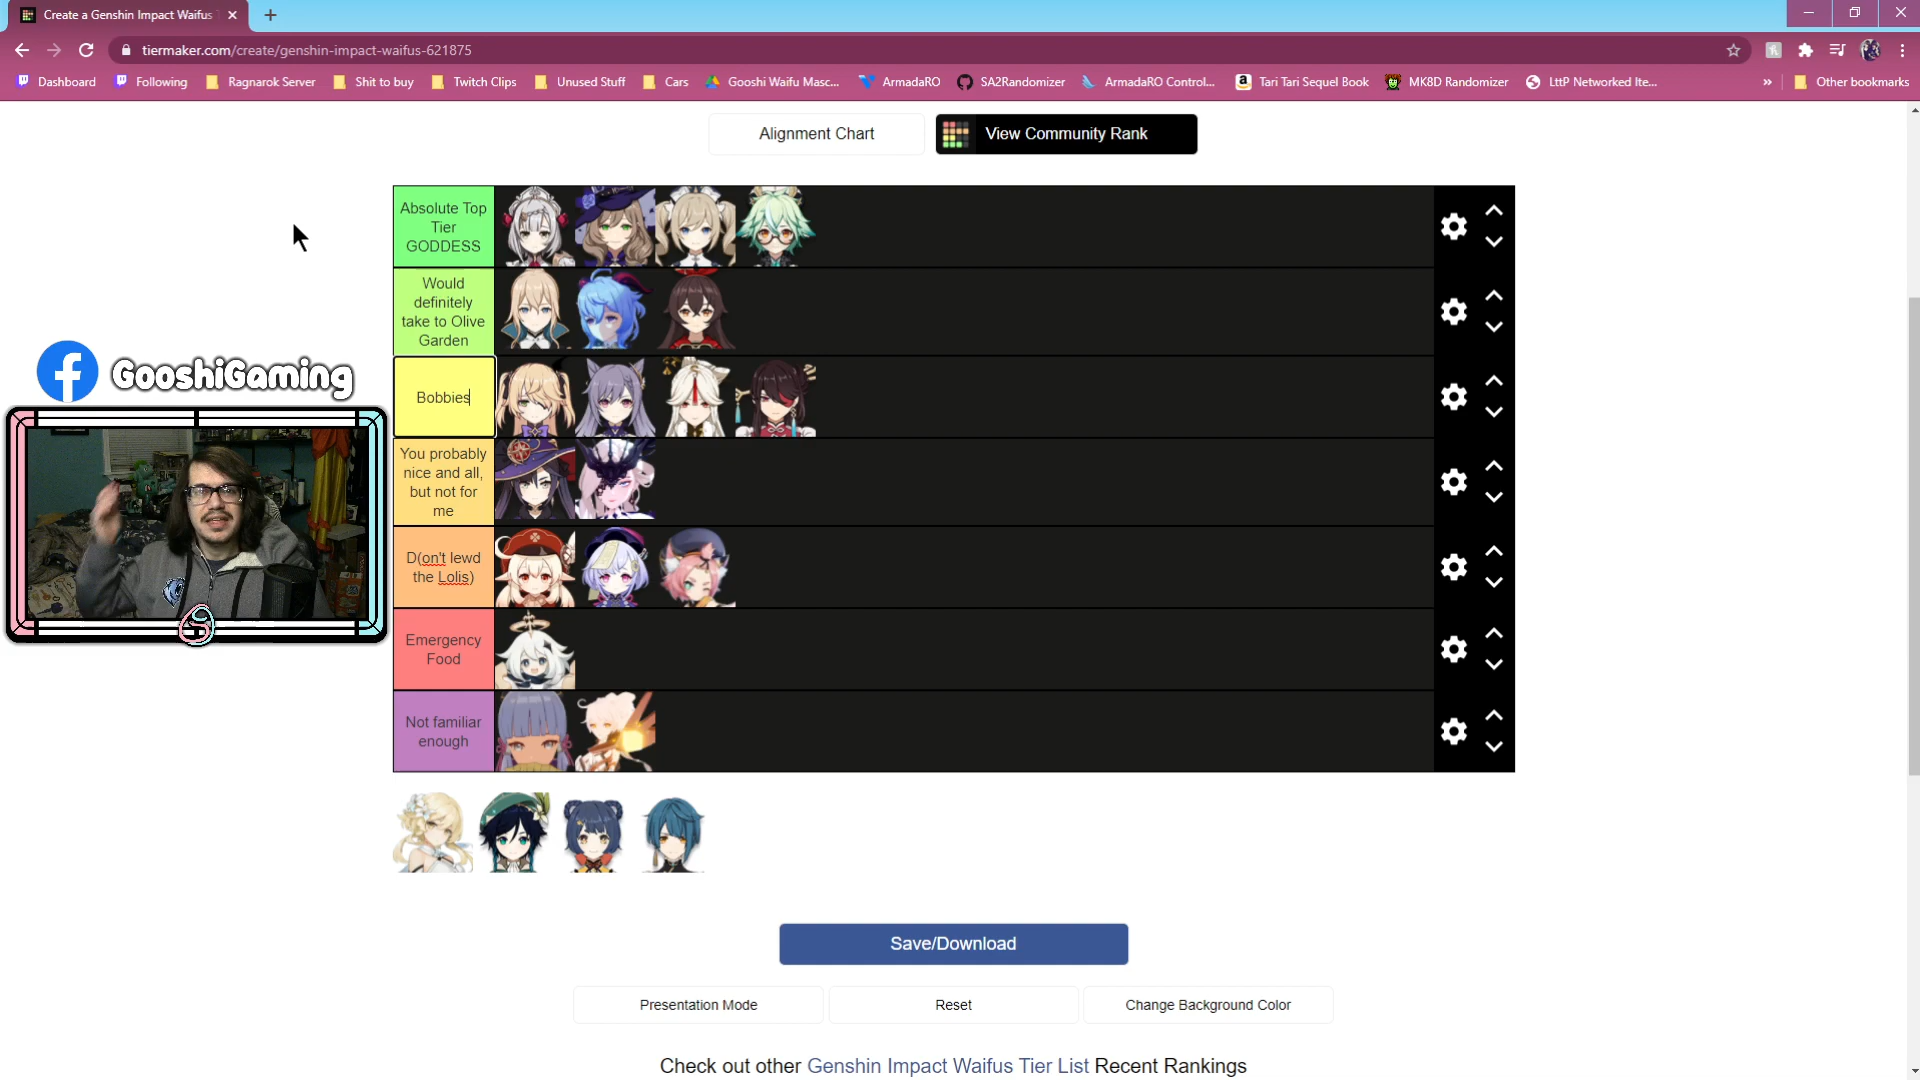 Create a Genshin Impact Waifus
tiermaker.com/create/genshin-impact-waifus-621875
Dashboard Following Ragnarok Server Shit to buy Twitch Clips Unused Stuff Cars Gooshi Waifu Masc... ArmadaRO SA2Randomizer ArmadaRO Control... Tari Tari Sequel Book MK8D Randomizer LttP Networked Ite... » Other bookmarks
Alignment Chart
View Community Rank
Absolute Top
Tier
GODDESS
Would
definitely
take to Olive
Garden
GooshiGaming
Bobbies
You probably
nice and all,
but not for
me
D(on't lewd
the Lolis)
Emergency
Food
Not familiar
enough
Save/Download
Presentation Mode
Reset
Change Background Color
Check out other Genshin Impact Waifus Tier List Recent Rankings